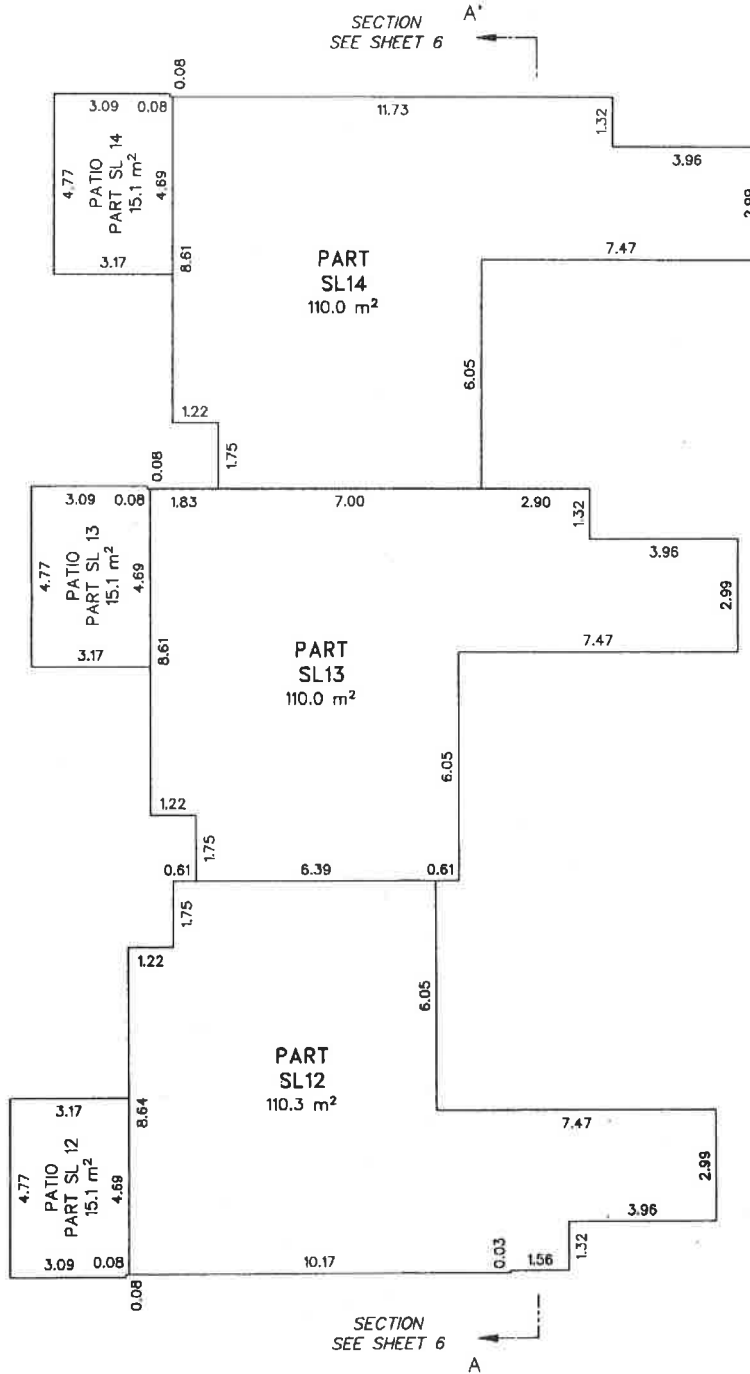 SECTION
SEE SHEET 6
A'
0.08
3.09
0.08
11.73
1.32
3.96
4.77
PATIO
PART SL 14
15.1 m²
4.69
2.99
3.17
8.61
PART
SL14
110.0 m²
7.47
6.05
1.22
1.75
0.08
3.09
0.08
1.83
7.00
2.90
1.32
3.96
4.77
PATIO
PART SL 13
15.1 m²
4.69
2.99
3.17
8.61
PART
SL13
110.0 m²
7.47
6.05
1.22
1.75
0.61
6.39
0.61
1.75
1.22
6.05
PART
SL12
110.3 m²
3.17
8.64
7.47
4.77
PATIO
PART SL 12
15.1 m²
4.69
2.99
3.96
3.09
0.08
10.17
0.03
1.56
1.32
0.08
SECTION
SEE SHEET 6
A